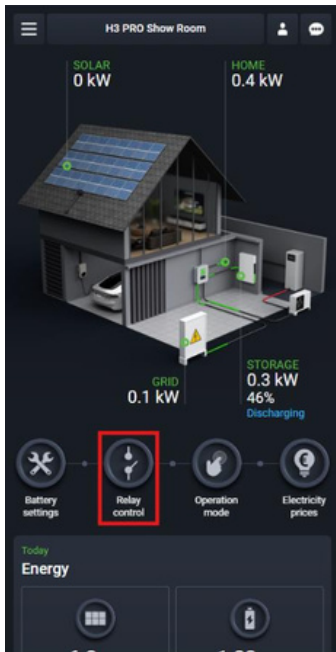 H3 PRO Show Room
SOLAR
0 kW
HOME
0.4 kW
GRID
0.1 kW
STORAGE
0.3 kW
46%
Discharging
Battery
settings
Relay
control
Operation
mode
Electricity
prices
Today
Energy